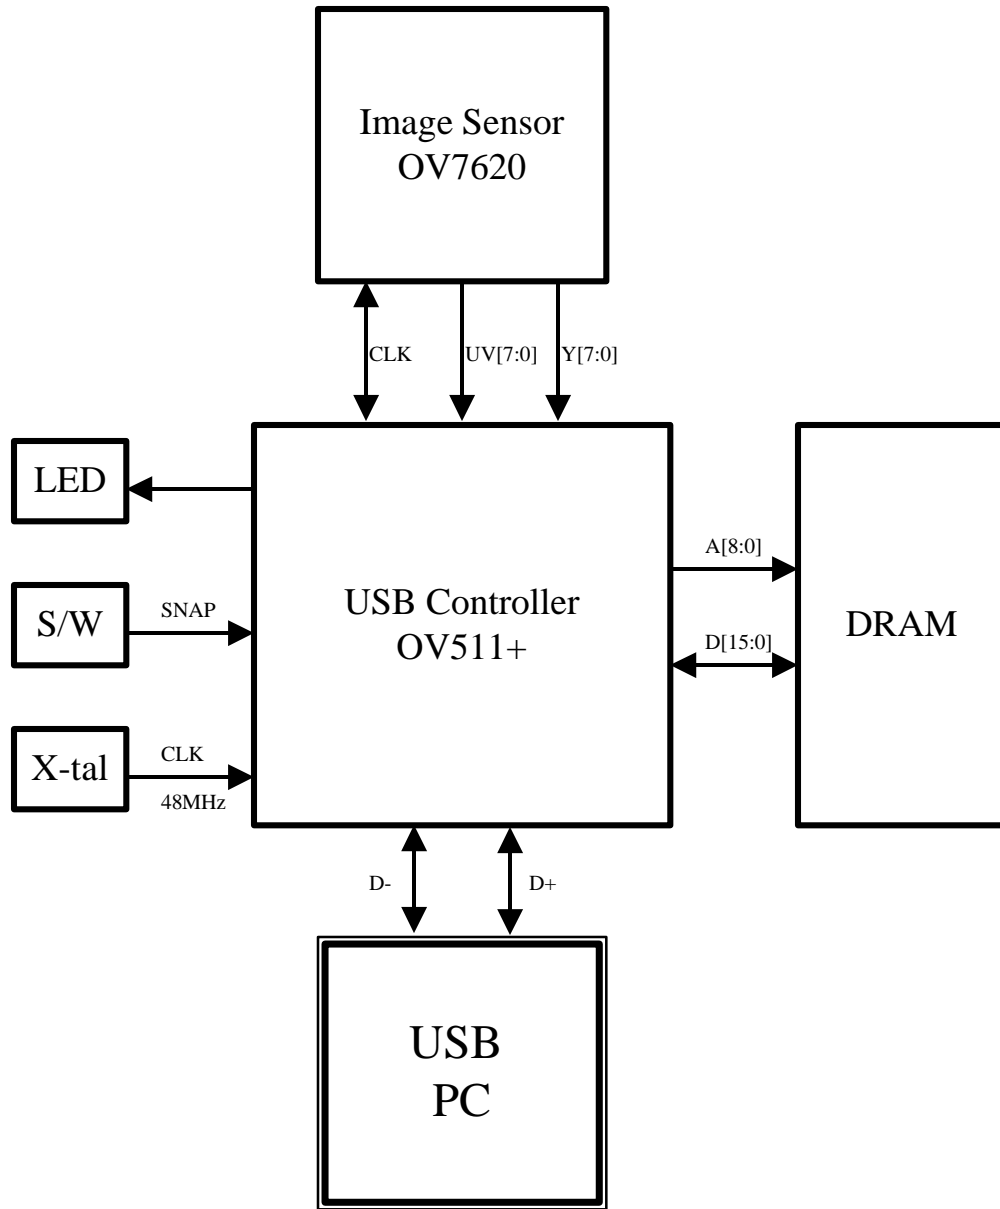 Image Sensor
OV7620
CLK
UV[7:0]
Y[7:0]
LED
USB Controller
OV511+
A[8:0]
D[15:0]
DRAM
S/W
SNAP
X-tal
CLK
48MHz
D-
D+
USB
PC